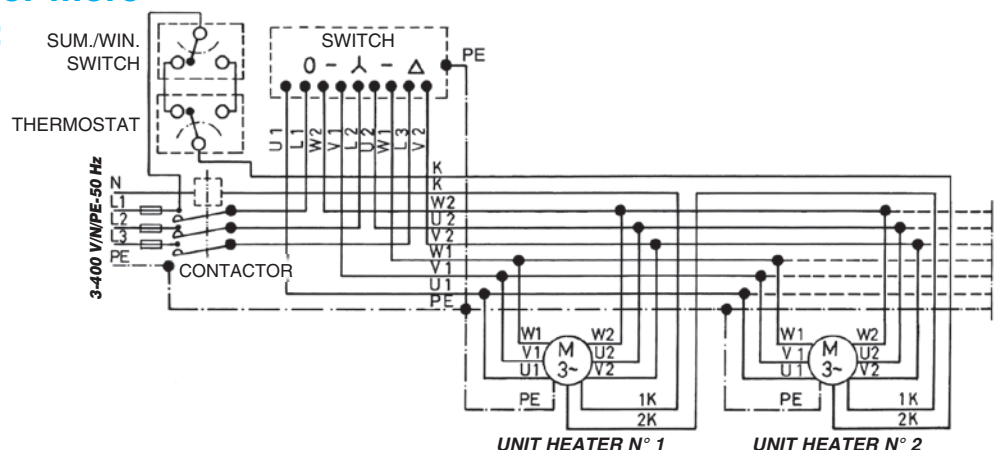 SUM./WIN.
SWITCH
SWITCH
0 - Y - Δ
PE
THERMOSTAT
U1 L1 W2 V1 L2 U2 W1 L3 V2
3-400 V/N/PE-50 Hz
N
L1
L2
L3
PE
CONTACTOR
K
K
W2
U2
V2
W1
V1
U1
PE
W1 W2
V1 M U2
U1 3~ V2
PE 1K
2K
W1 W2
V1 M U2
U1 3~ V2
PE 1K
2K
UNIT HEATER N° 1
UNIT HEATER N° 2